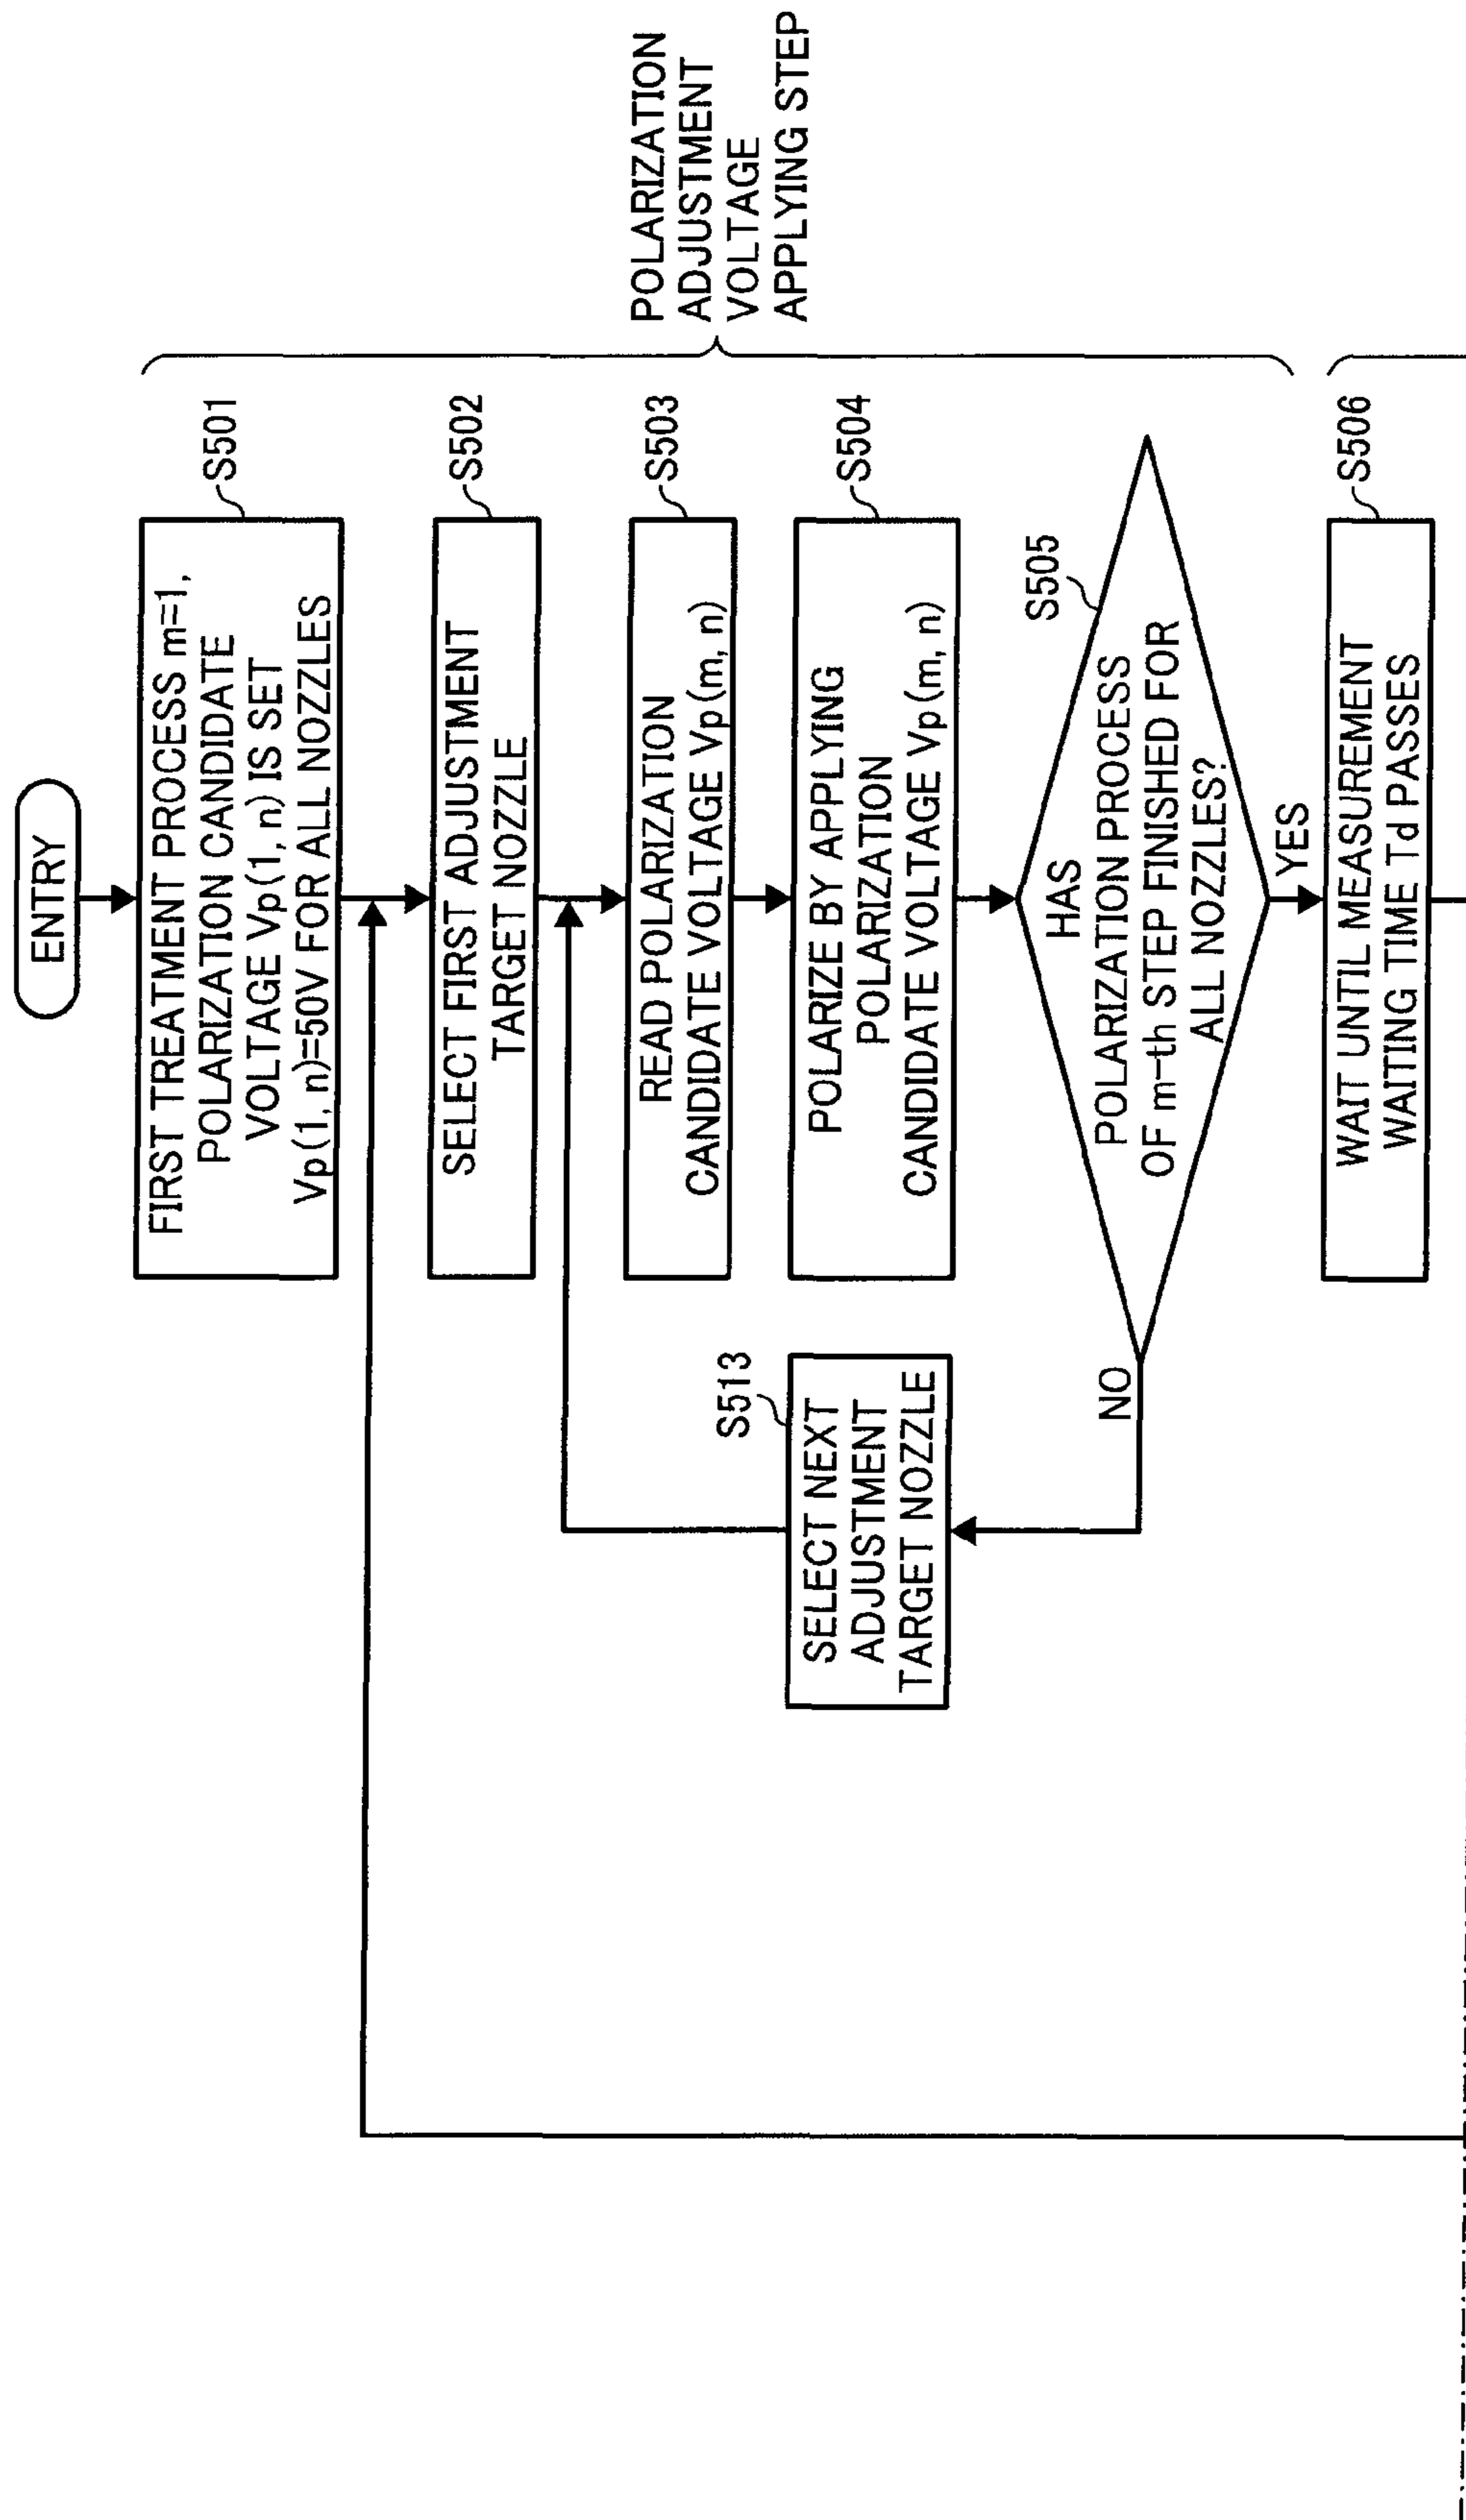 ENTRY
S501
FIRST TREATMENT PROCESS m=1,
POLARIZATION CANDIDATE
VOLTAGE Vp(1, n) IS SET
Vp(1, n)=50V FOR ALL NOZZLES
S502
SELECT FIRST ADJUSTMENT
TARGET NOZZLE
S503
READ POLARIZATION
CANDIDATE VOLTAGE Vp(m, n)
S504
POLARIZE BY APPLYING
POLARIZATION
CANDIDATE VOLTAGE Vp(m, n)
S505
HAS
POLARIZATION PROCESS
OF m-th STEP FINISHED FOR
ALL NOZZLES?
NO
YES
S513
SELECT NEXT
ADJUSTMENT
TARGET NOZZLE
S506
WAIT UNTIL MEASUREMENT
WAITING TIME Td PASSES
POLARIZATION
ADJUSTMENT
VOLTAGE
APPLYING STEP